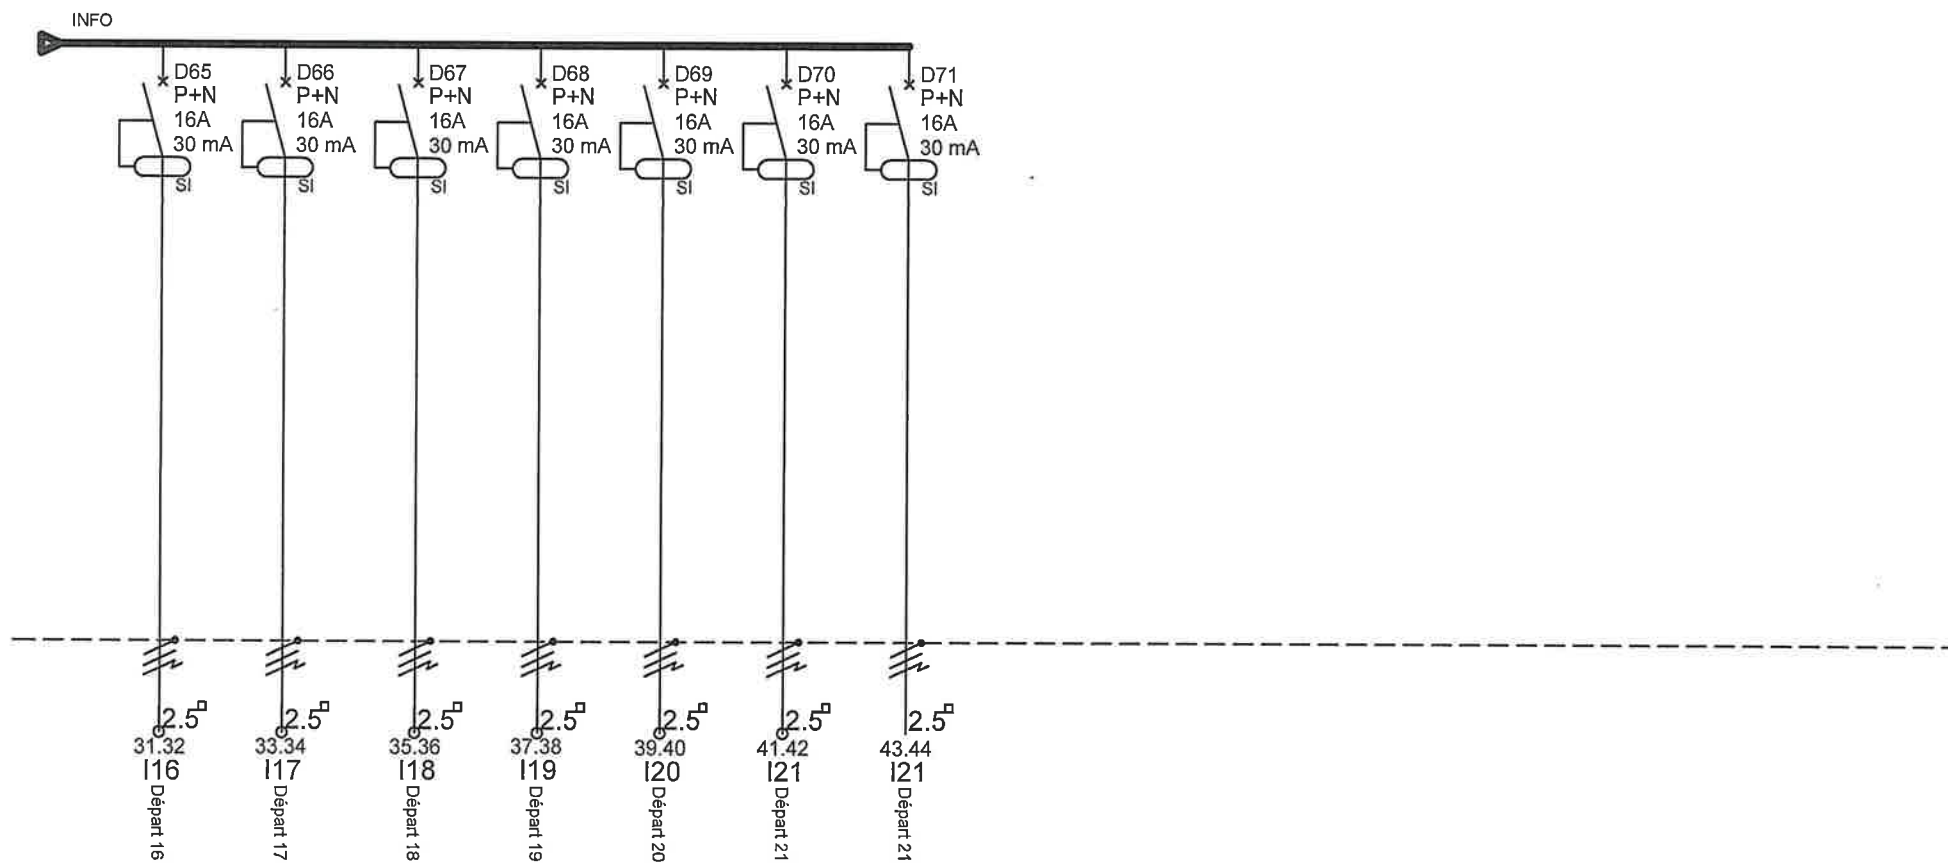 INFO
D65
P+N
16A
30 mA
SI
D66
P+N
16A
30 mA
SI
D67
P+N
16A
30 mA
SI
D68
P+N
16A
30 mA
SI
D69
P+N
16A
30 mA
SI
D70
P+N
16A
30 mA
SI
D71
P+N
16A
30 mA
SI
2.5
31.32
I16
Départ 16
2.5
33.34
I17
Départ 17
2.5
35.36
I18
Départ 18
2.5
37.38
I19
Départ 19
2.5
39.40
I20
Départ 20
2.5
41.42
I21
Départ 21
2.5
43.44
I21
Départ 21